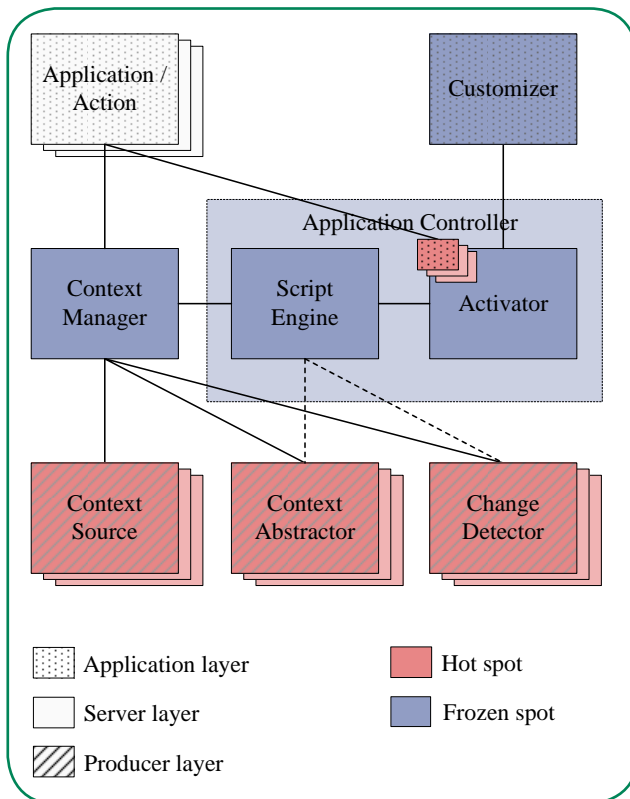 Application /
Action
Customizer
Application Controller
Context
Manager
Script
Engine
Activator
Context
Source
Context
Abstractor
Change
Detector
Application layer
Hot spot
Server layer
Frozen spot
Producer layer